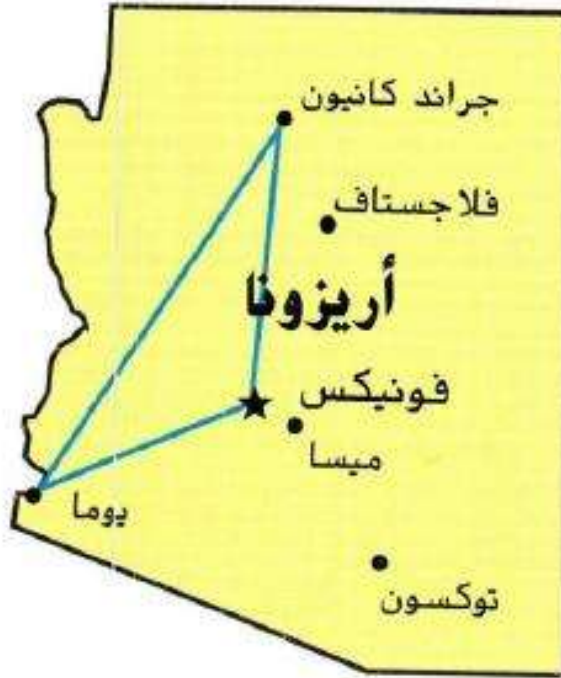 جراند كانيون
فلاجستاف
أريزونا
فونيكس
ميسا
يوما
توكسون